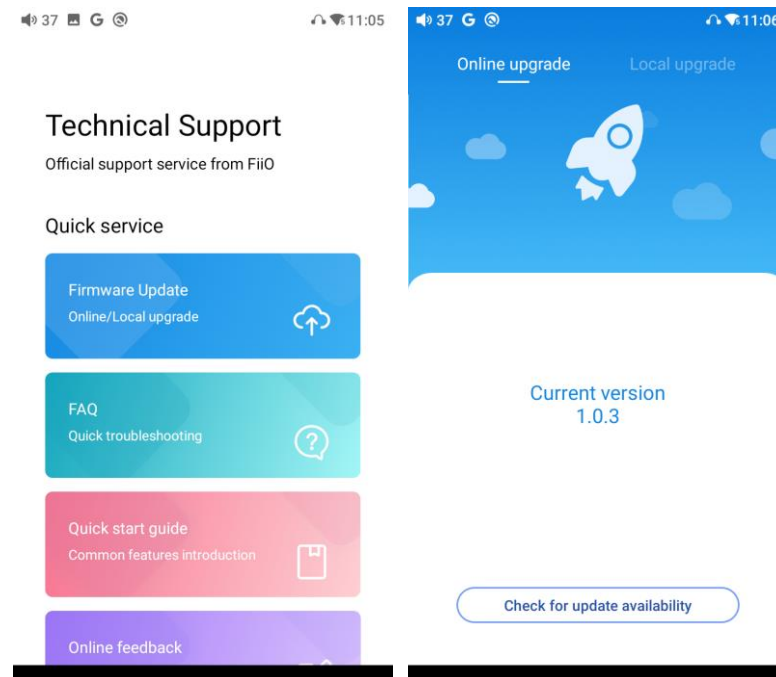 37 G 11:05
Technical Support
Official support service from FiiO
Quick service
Firmware Update
Online/Local upgrade
FAQ
Quick troubleshooting
?
Quick start guide
Common features introduction
Online feedback
37 G 11:06
Online upgrade Local upgrade
Current version
1.0.3
Check for update availability